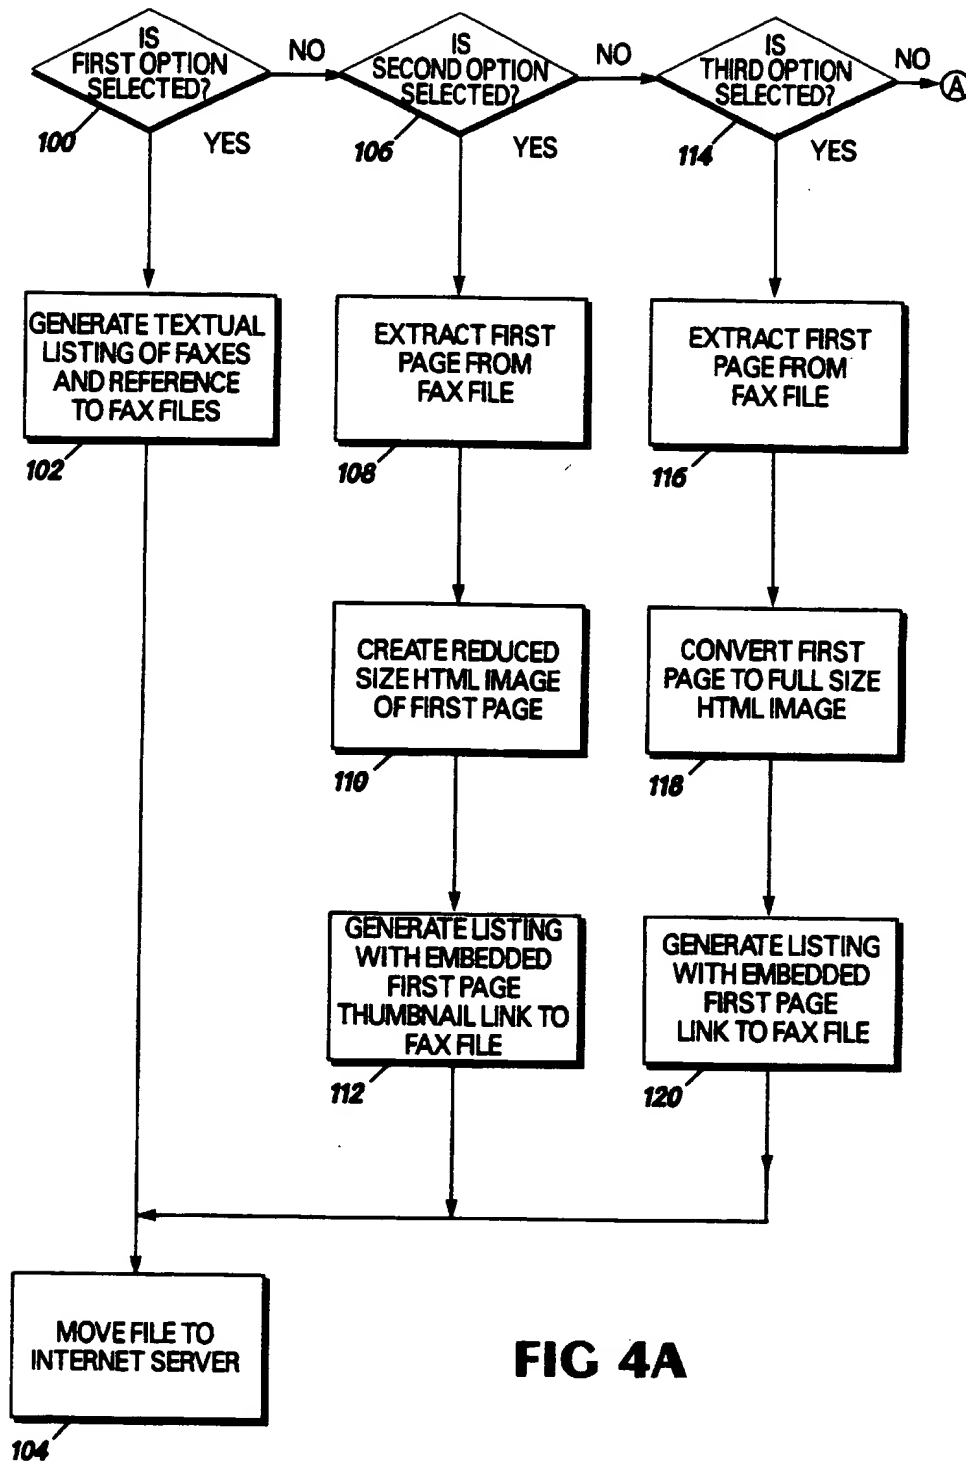 IS
FIRST OPTION
SELECTED?
NO
100
YES
IS
SECOND OPTION
SELECTED?
NO
106
YES
IS
THIRD OPTION
SELECTED?
NO
A
114
YES
GENERATE TEXTUAL
LISTING OF FAXES
AND REFERENCE
TO FAX FILES
102
EXTRACT FIRST
PAGE FROM
FAX FILE
108
EXTRACT FIRST
PAGE FROM
FAX FILE
116
CREATE REDUCED
SIZE HTML IMAGE
OF FIRST PAGE
110
CONVERT FIRST
PAGE TO FULL SIZE
HTML IMAGE
118
GENERATE LISTING
WITH EMBEDDED
FIRST PAGE
THUMBNAIL LINK TO
FAX FILE
112
GENERATE LISTING
WITH EMBEDDED
FIRST PAGE
LINK TO FAX FILE
120
MOVE FILE TO
INTERNET SERVER
104
FIG 4A